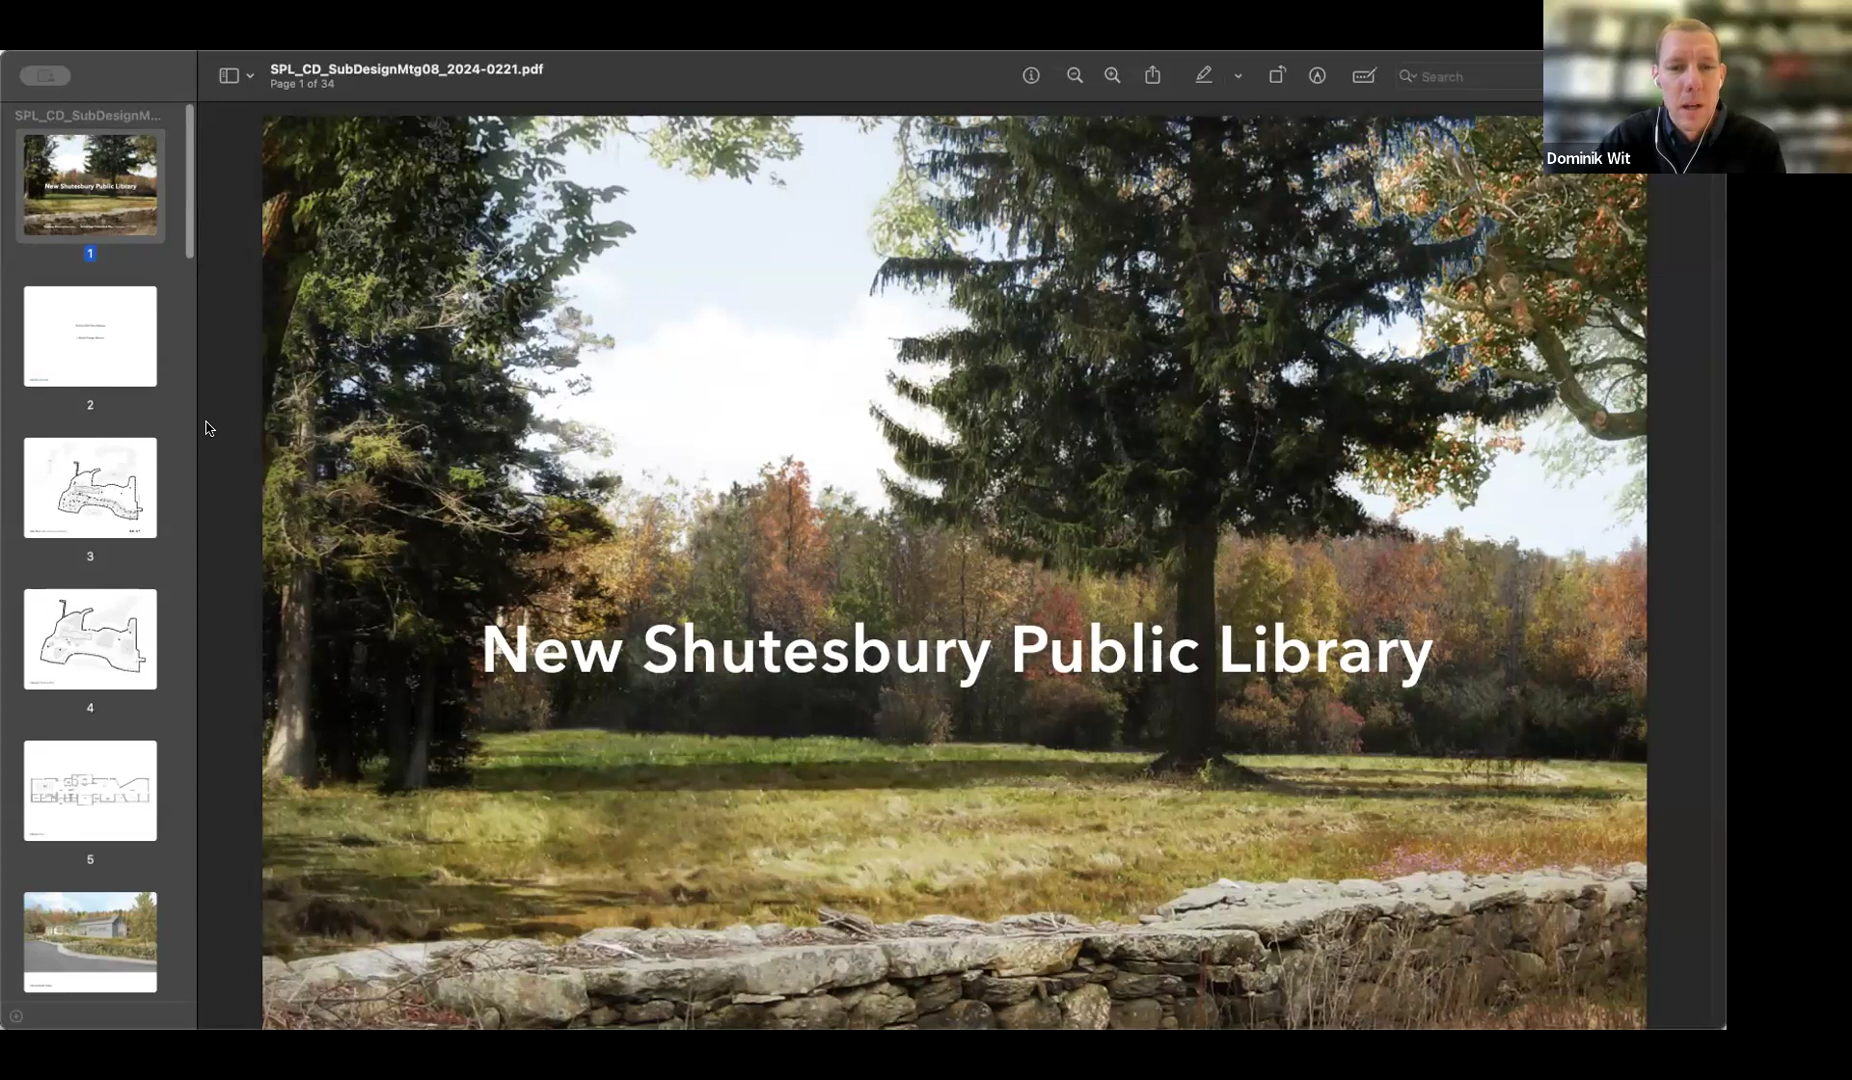 SPL_CD_SubDesignMtg08_2024-0221.pdf
Page 1 of 34
Search
Dominik Wit
SPL_CD_SubDesignM...
New Shutesbury Public Library
1
2
3
4
5
New Shutesbury Public Library